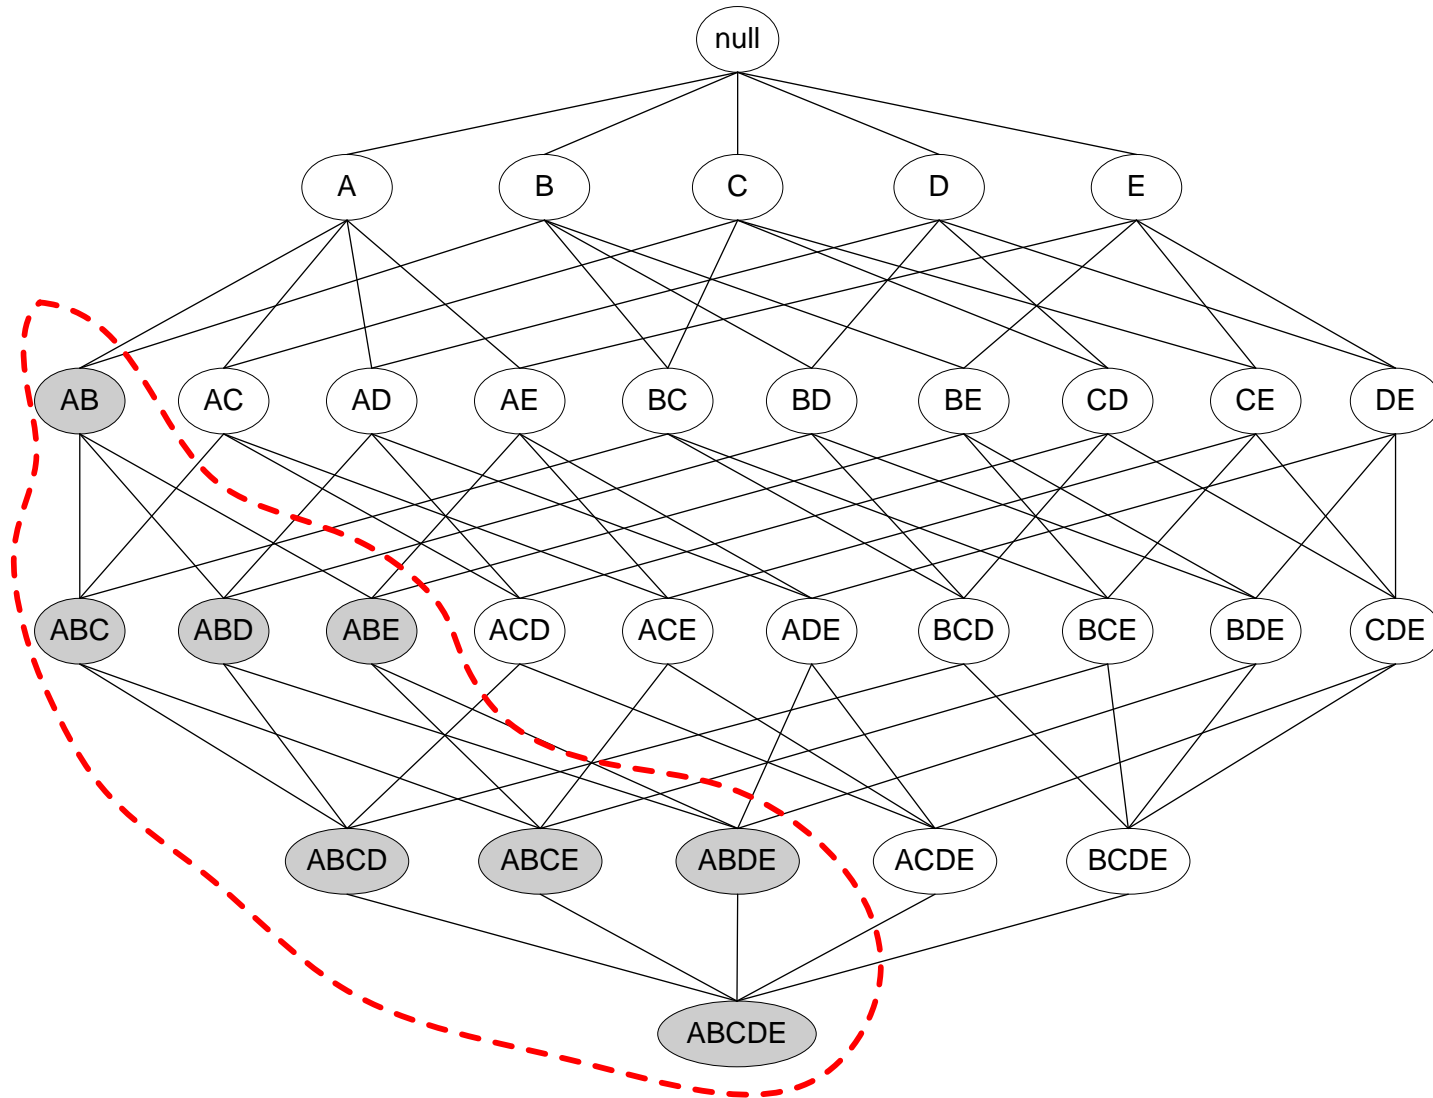 null
A B C D E
AB AC AD AE BC BD BE CD CE DE
ABC ABD ABE ACD ACE ADE BCD BCE BDE CDE
ABCD ABCE ABDE ACDE BCDE
ABCDE